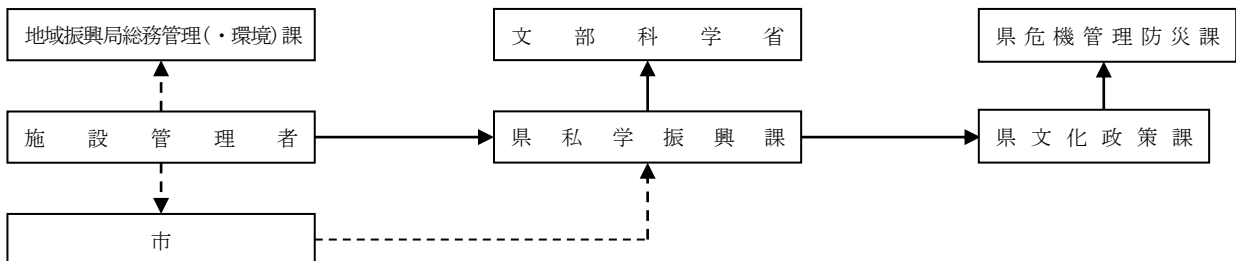 地域振興局総務管理(・環境)課
文部科学省
県危機管理防災課
施設管理者
県私学振興課
県文化政策課
市